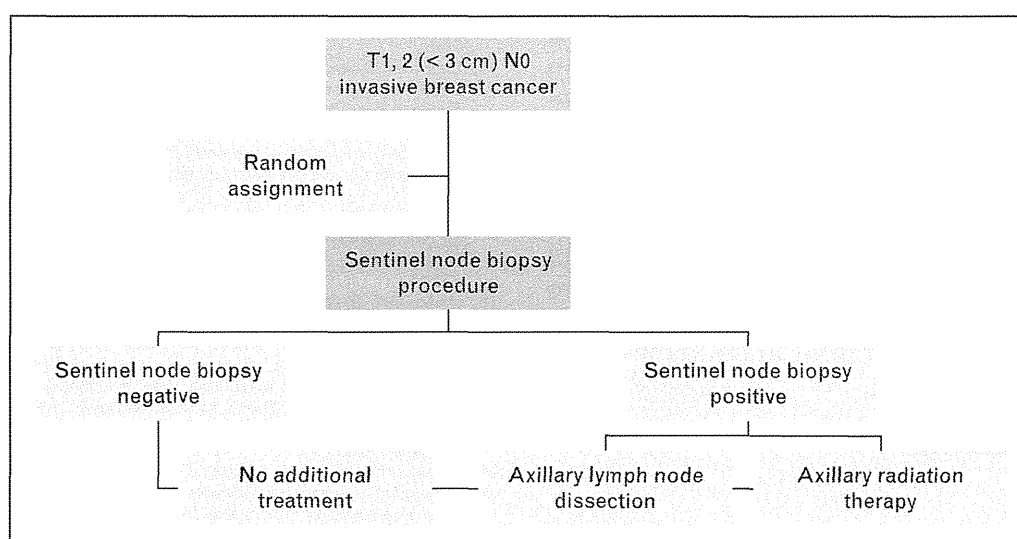 T1, 2 (< 3 cm) N0
invasive breast cancer
Random
assignment
Sentinel node biopsy
procedure
Sentinel node biopsy
negative
Sentinel node biopsy
positive
No additional
treatment
Axillary lymph node
dissection
Axillary radiation
therapy